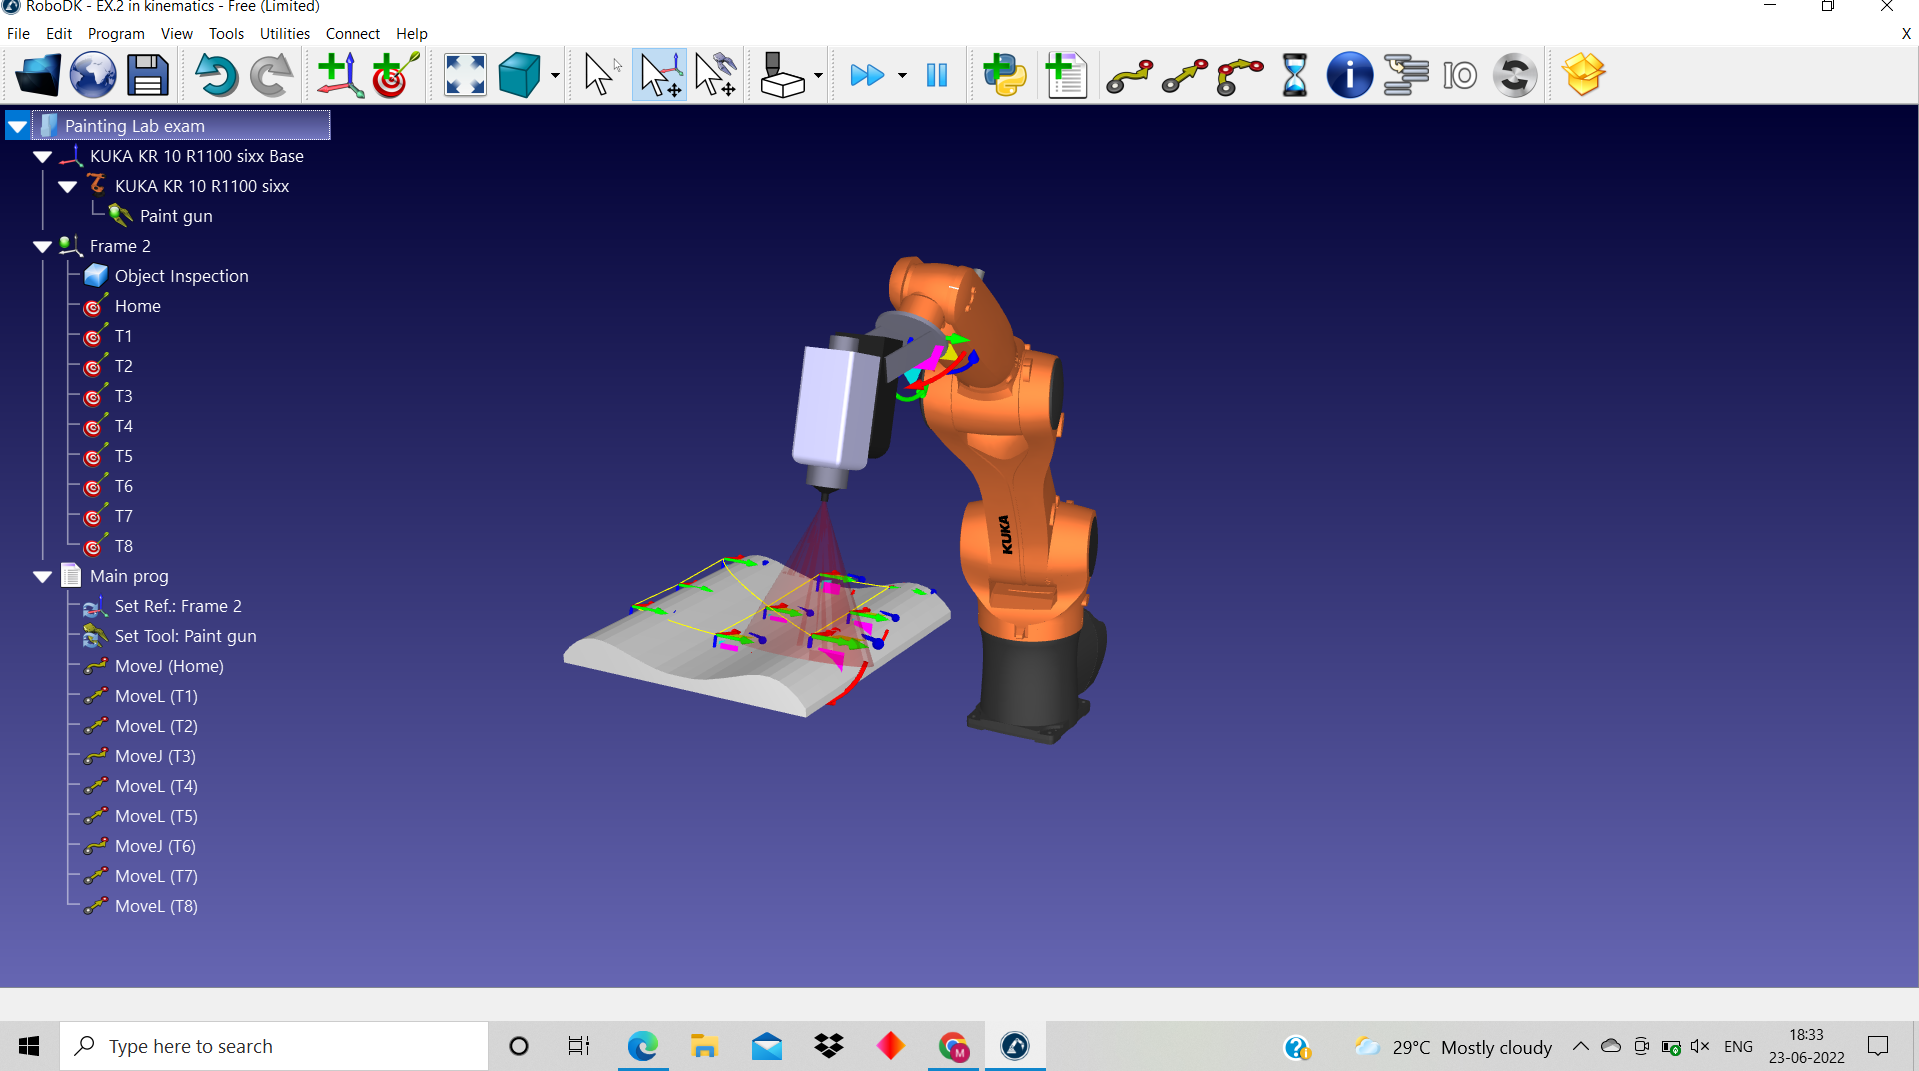 RoboDK - EX.2 in kinematics - Free (Limited)
File Edit Program View Tools Utilities Connect Help X
IO
Painting Lab exam
KUKA KR 10 R1100 sixx Base
KUKA KR 10 R1100 sixx
Paint gun
Frame 2
Object Inspection
Home
T1
T2
T3
T4
T5
T6
T7
T8
Main prog
Set Ref.: Frame 2
Set Tool: Paint gun
MoveJ (Home)
MoveL (T1)
MoveL (T2)
MoveJ (T3)
MoveL (T4)
MoveL (T5)
MoveJ (T6)
MoveL (T7)
MoveL (T8)
KUKA
Type here to search
M
29°C Mostly cloudy
ENG
18:33
23-06-2022